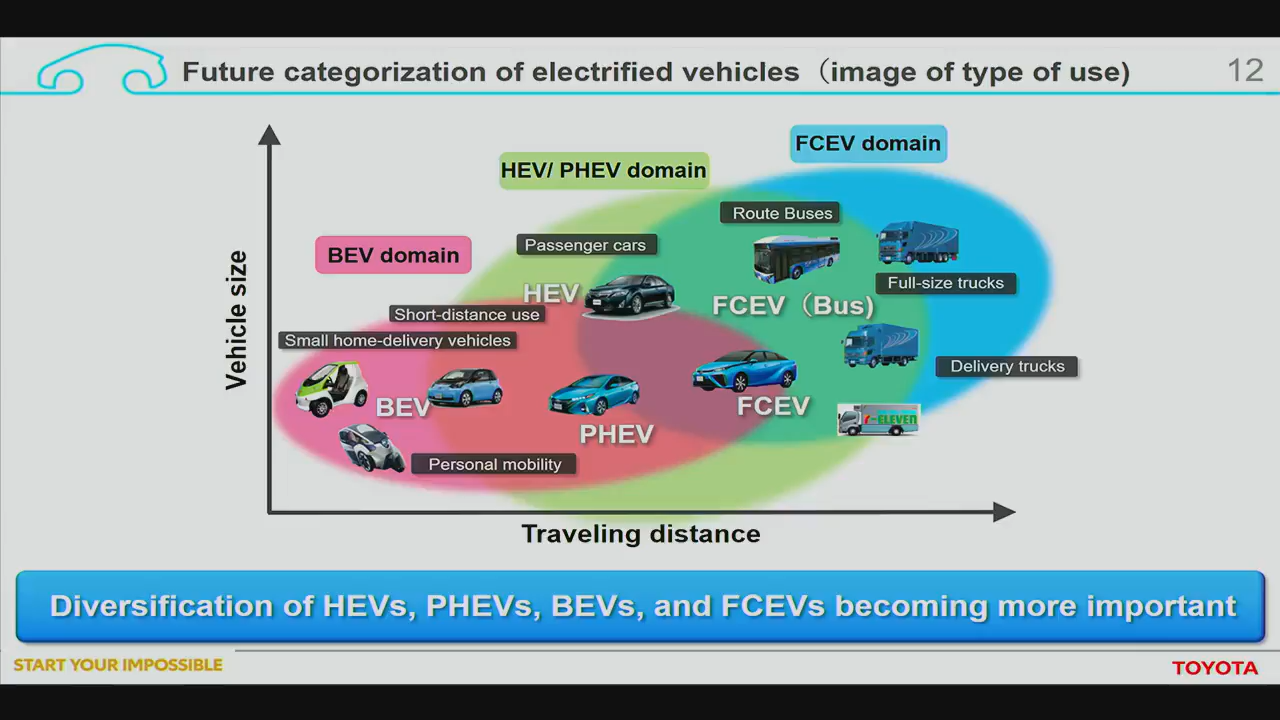 Future categorization of electrified vehicles（image of type of use)
12
FCEV domain
HEV/ PHEV domain
BEV domain
Route Buses
Passenger cars
Full-size trucks
HEV
FCEV（Bus)
Short-distance use
Small home-delivery vehicles
Delivery trucks
BEV
FCEV
ELEVEN
PHEV
Personal mobility
Vehicle size
Traveling distance
Diversification of HEVs, PHEVs, BEVs, and FCEVs becoming more important
START YOUR IMPOSSIBLE
TOYOTA